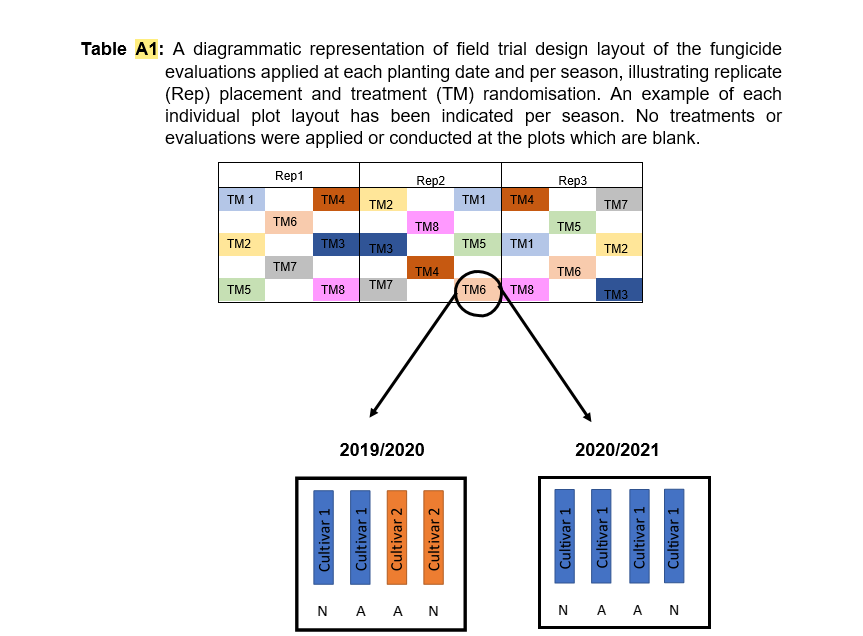 Table A1: A diagrammatic representation of field trial design layout of the fungicide
evaluations applied at each planting date and per season, illustrating replicate
(Rep) placement and treatment (TM) randomisation. An example of each
individual plot layout has been indicated per season. No treatments or
evaluations were applied or conducted at the plots which are blank.
Rep1 Rep2 Rep3
TM 1 TM4 TM2 TM1 TM4 TM7
TM6 TM8 TM5
TM2 TM3 TM3 TM5 TM1 TM2
TM7 TM4 TM6
TM5 TM8 TM7 TM6 TM8 TM3
2019/2020 2020/2021
Cultivar 1 Cultivar 1 Cultivar 2 Cultivar 2 Cultivar 1 Cultivar 1 Cultivar 1 Cultivar 1
N A A N N A A N